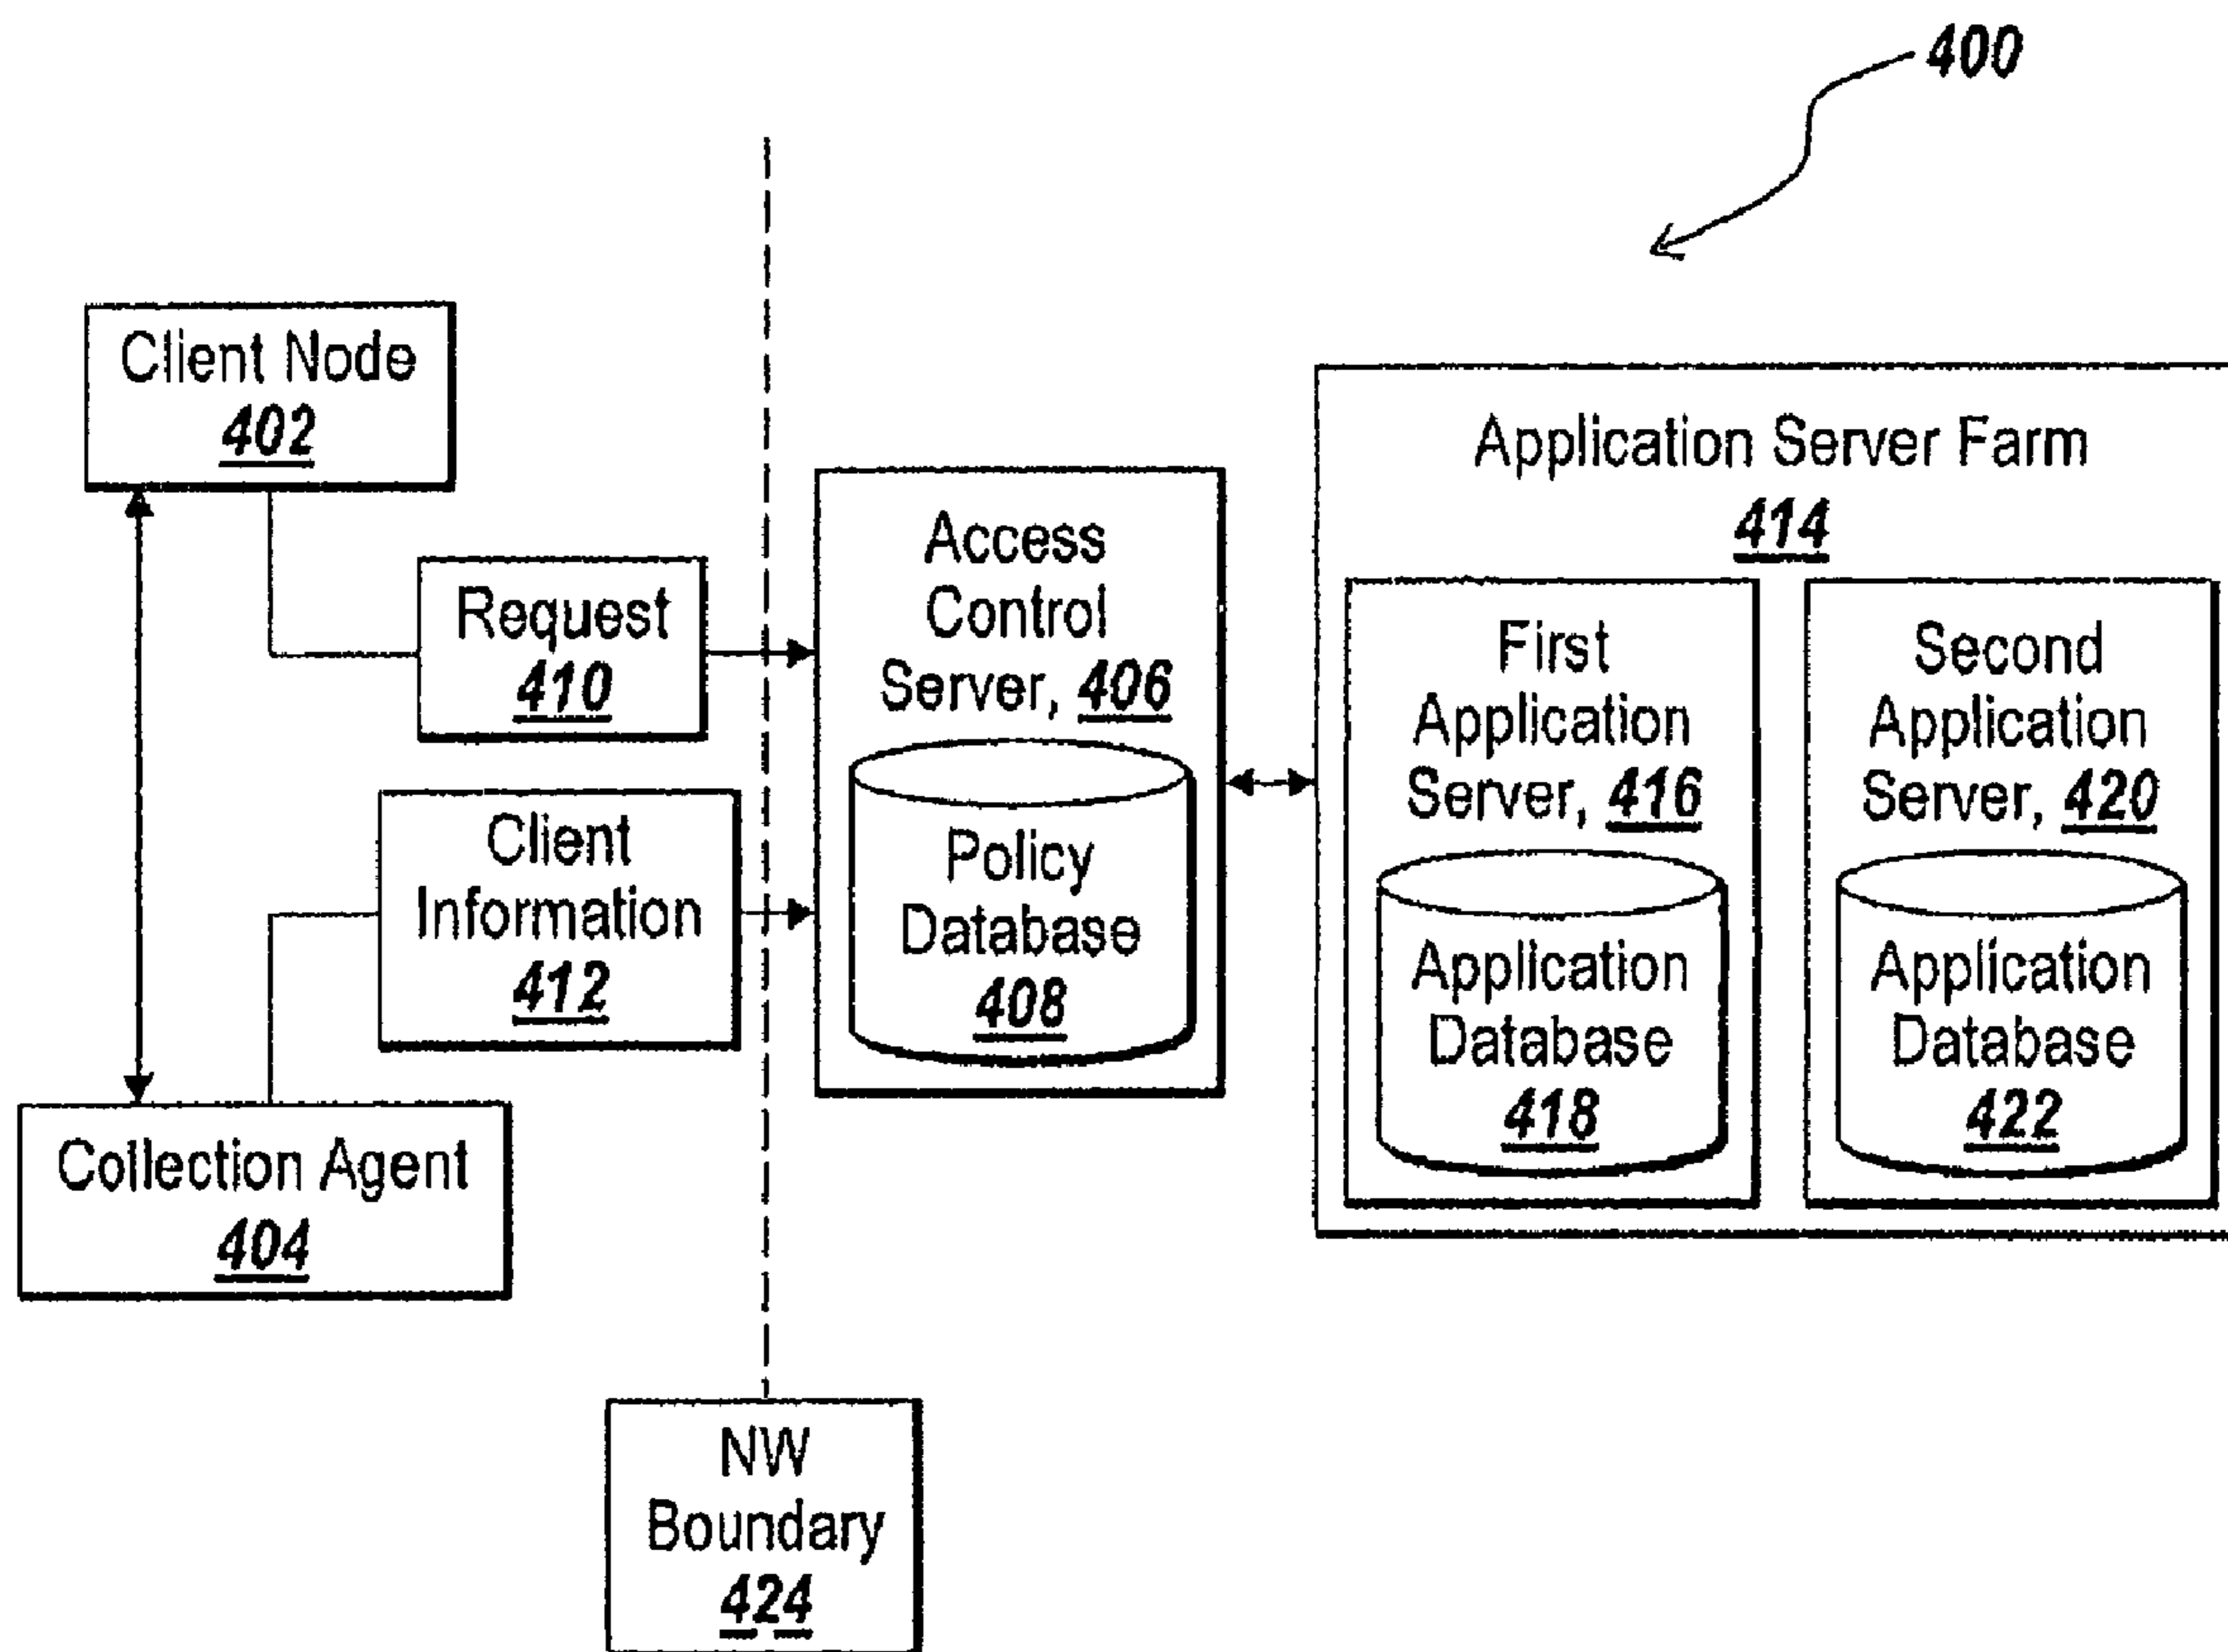 400
Client Node
402
Request
410
Client
Information
412
Collection Agent
404
NW
Boundary
424
Access
Control
Server, 406
Policy
Database
408
Application Server Farm
414
First
Application
Server, 416
Application
Database
418
Second
Application
Server, 420
Application
Database
422